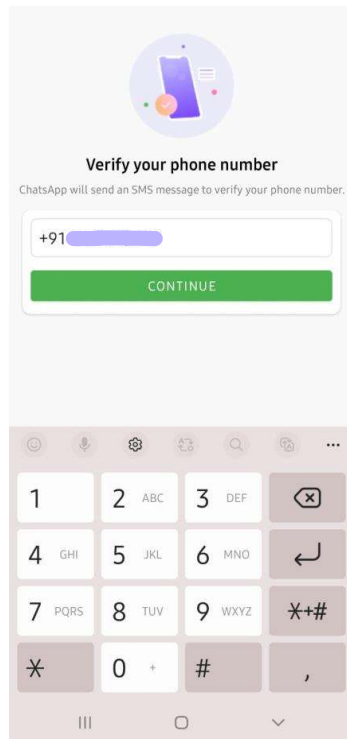 Verify your phone number
ChatsApp will send an SMS message to verify your phone number.
+91
CONTINUE
1 2 ABC 3 DEF
4 GHI 5 JKL 6 MNO
7 PQRS 8 TUV 9 WXYZ *+#
* 0 + # ,